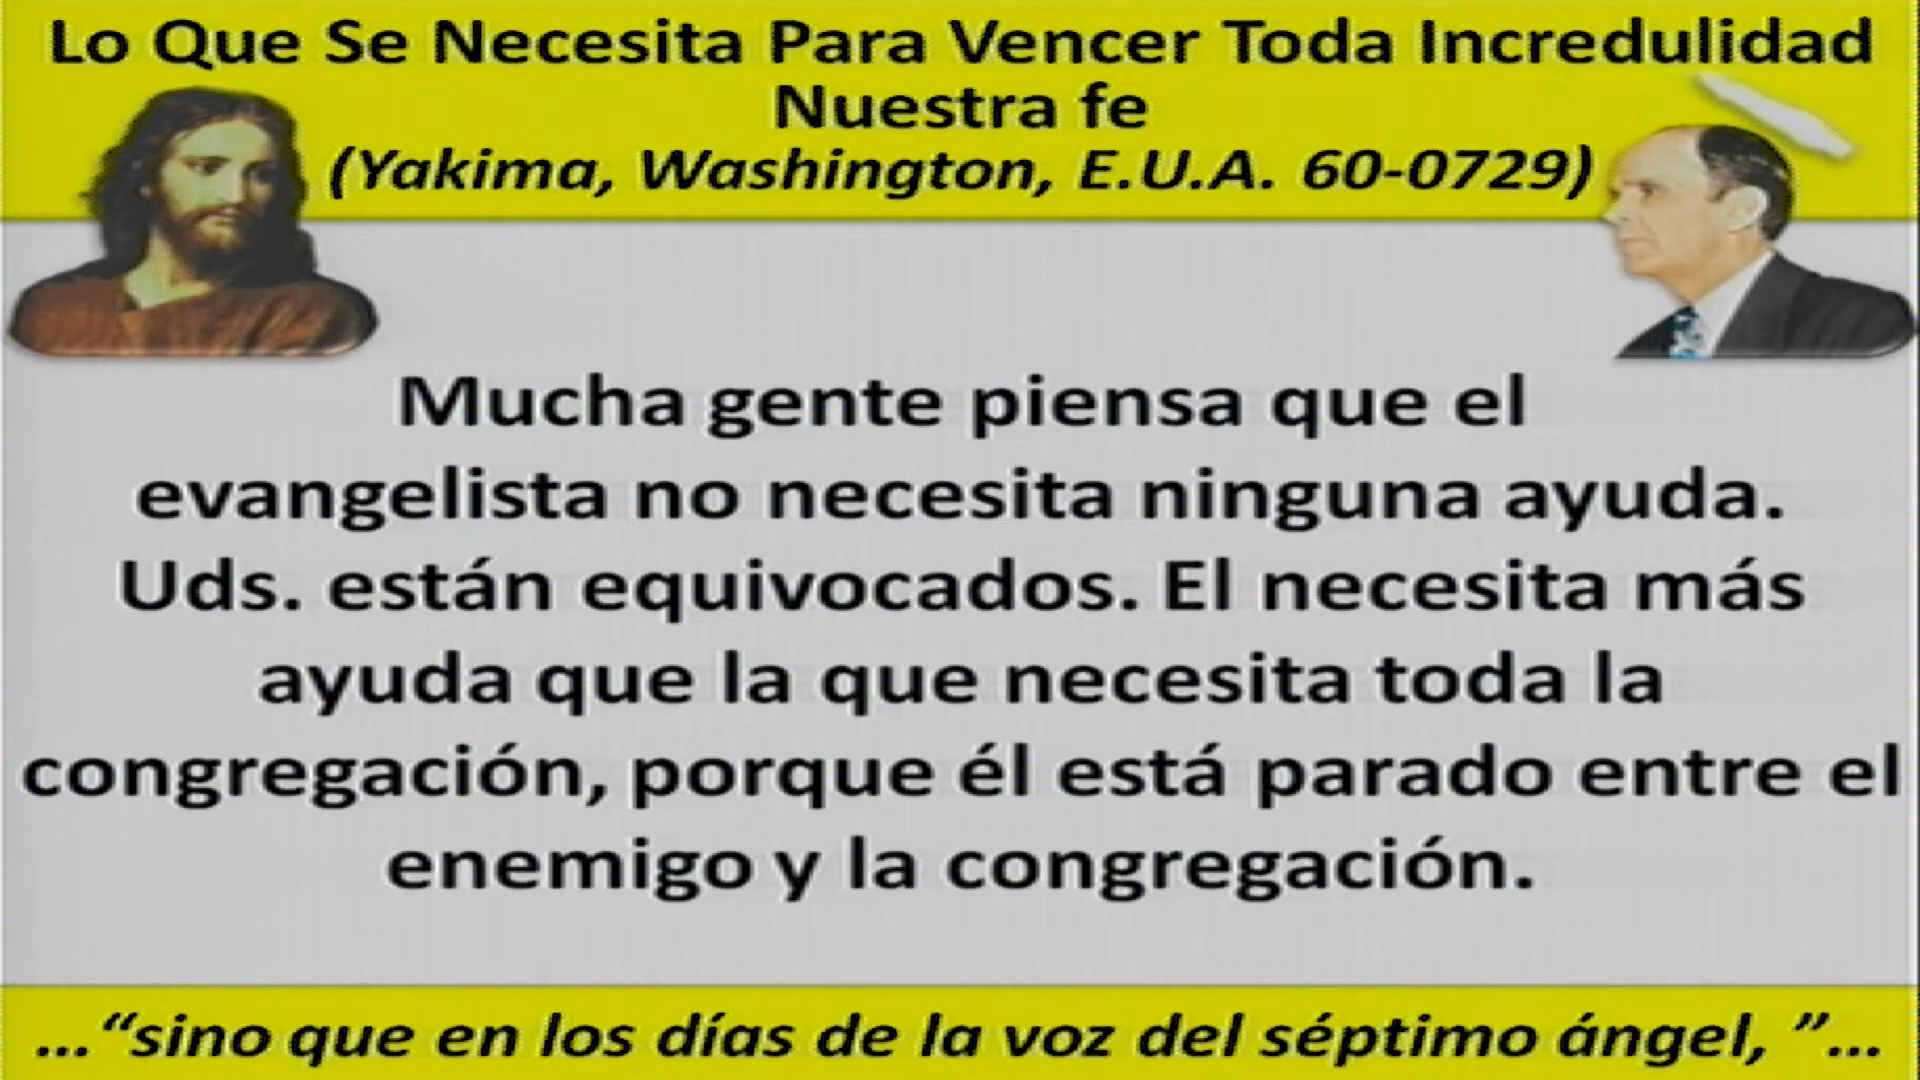 Lo Que Se Necesita Para Vencer Toda Incredulidad
Nuestra fe
(Yakima, Washington, E.U.A. 60-0729)
Mucha gente piensa que el
evangelista no necesita ninguna ayuda.
Uds. están equivocados. El necesita más
ayuda que la que necesita toda la
congregación, porque él está parado entre el
enemigo y la congregación.
...“sino que en los días de la voz del séptimo ángel, ”...